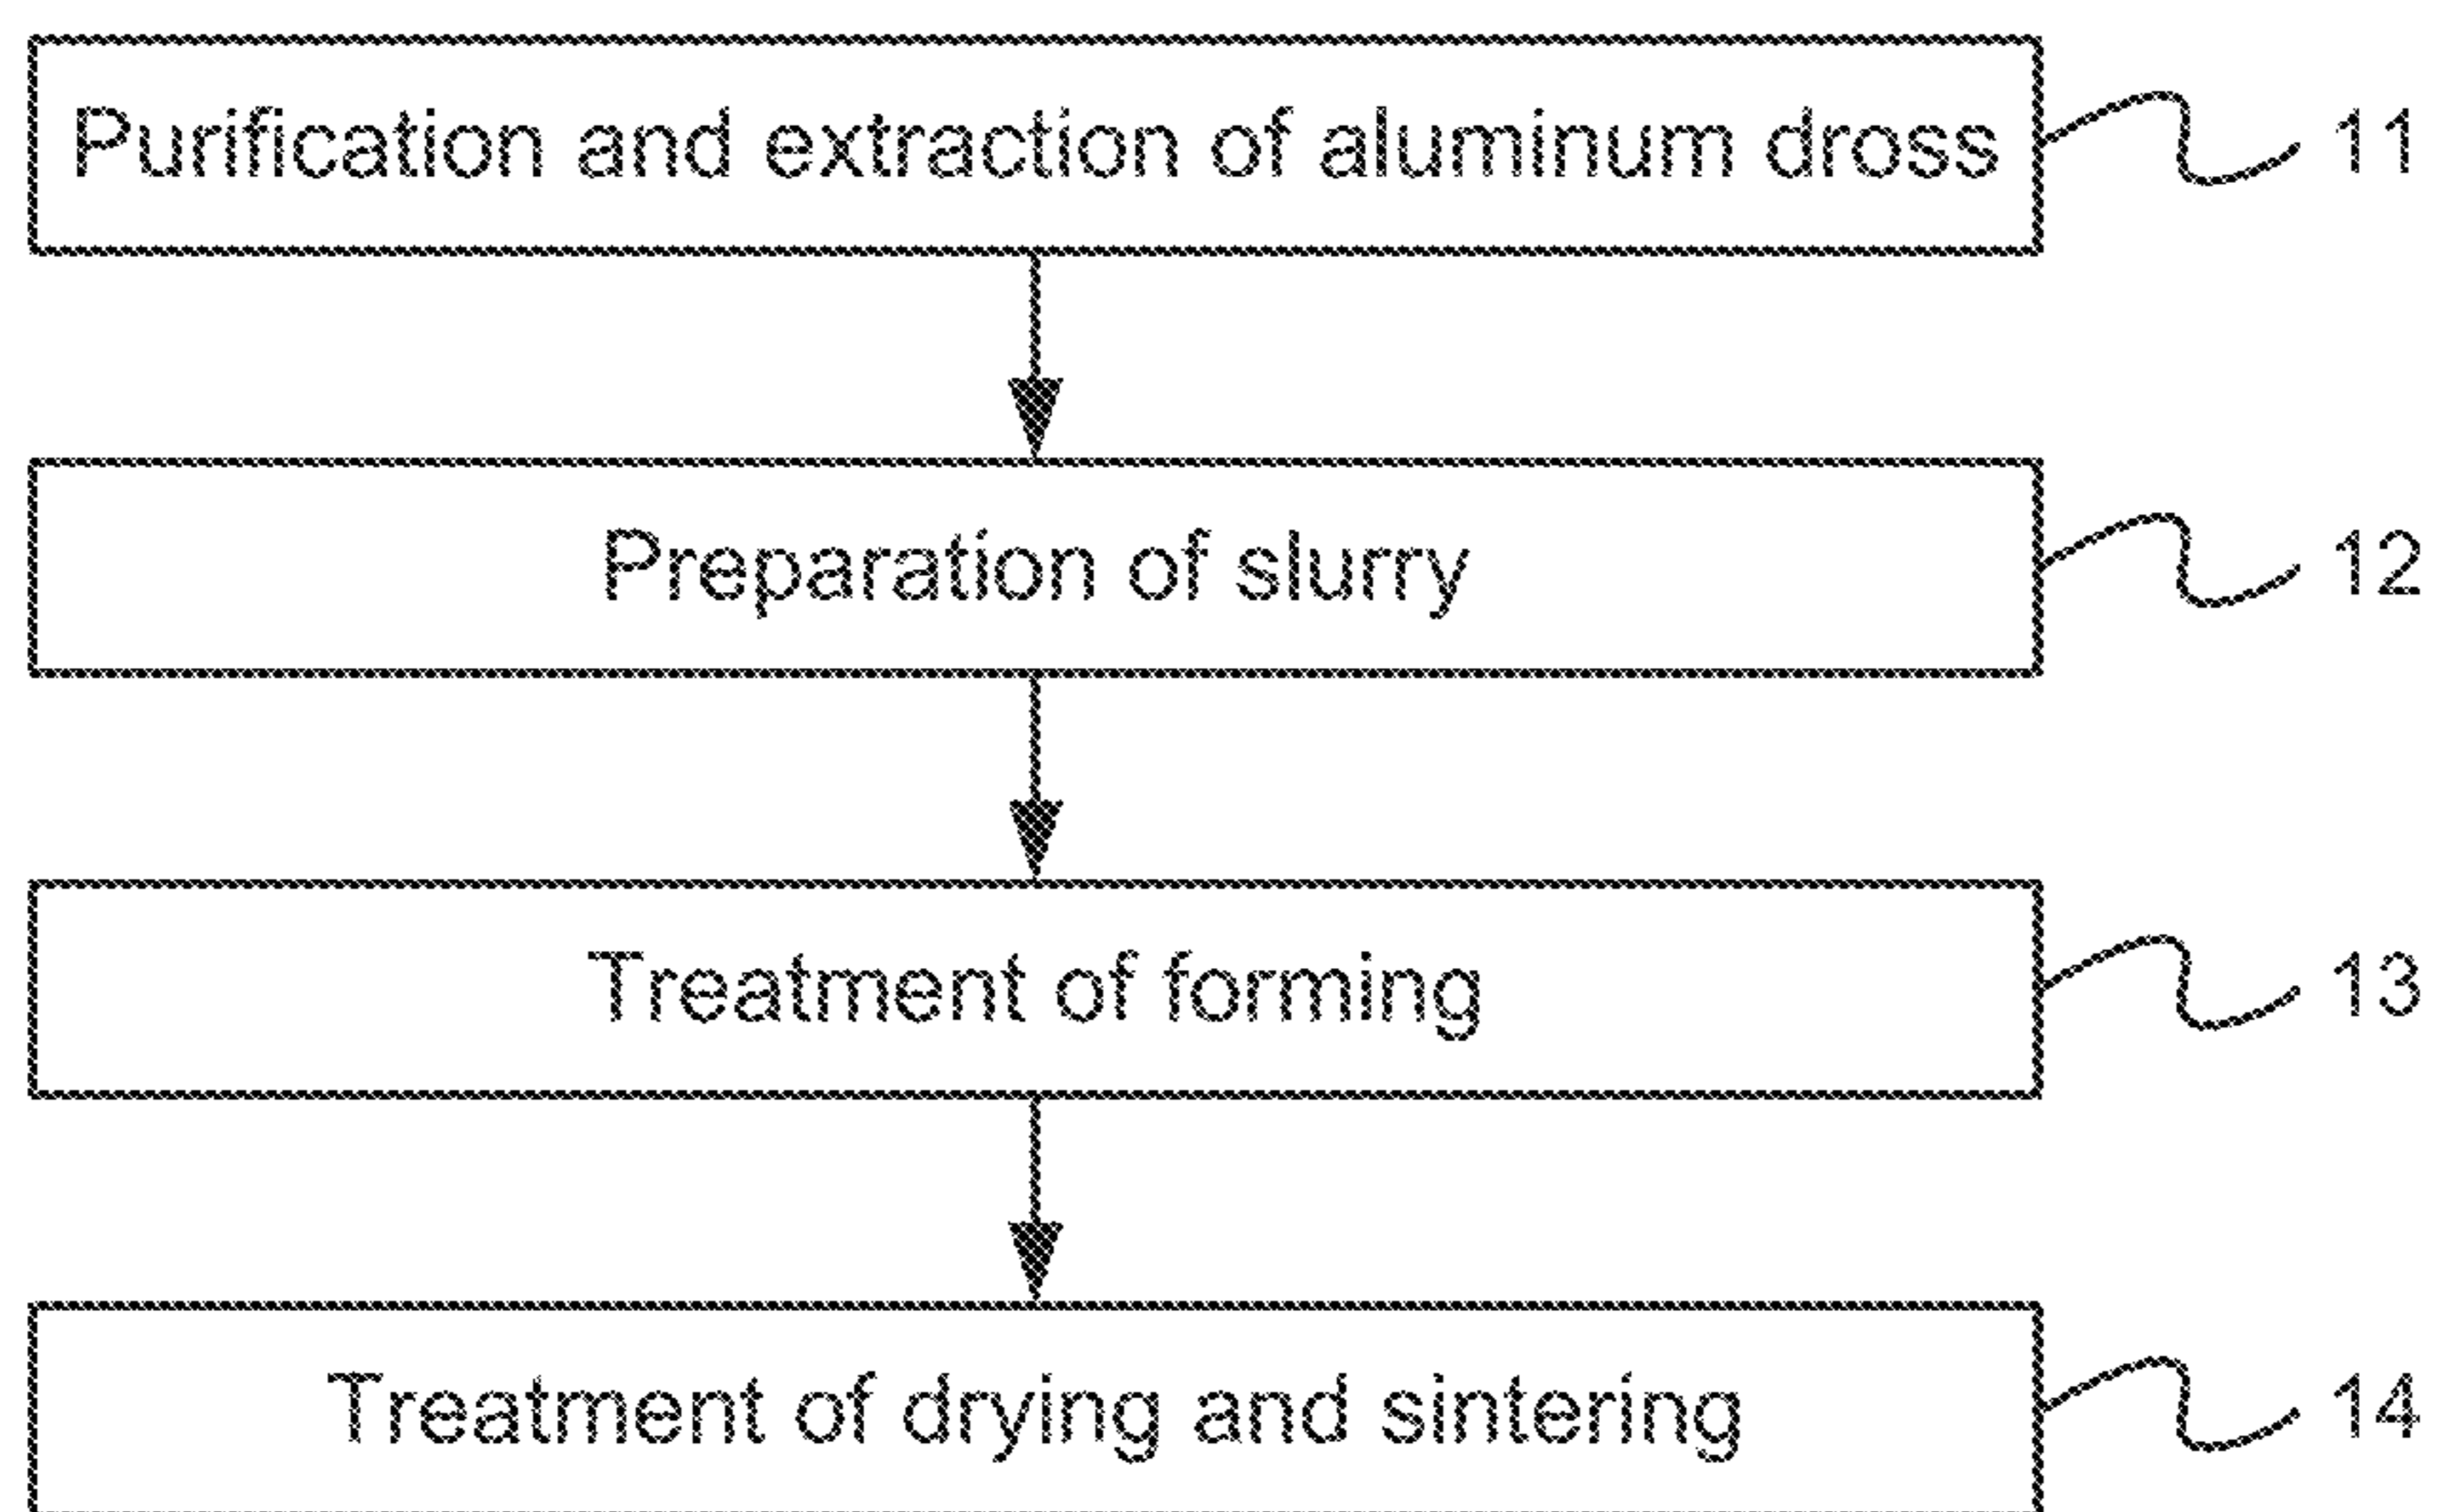 Purification and extraction of aluminum dross 11
Preparation of slurry 12
Treatment of forming 13
Treatment of drying and sintering 14